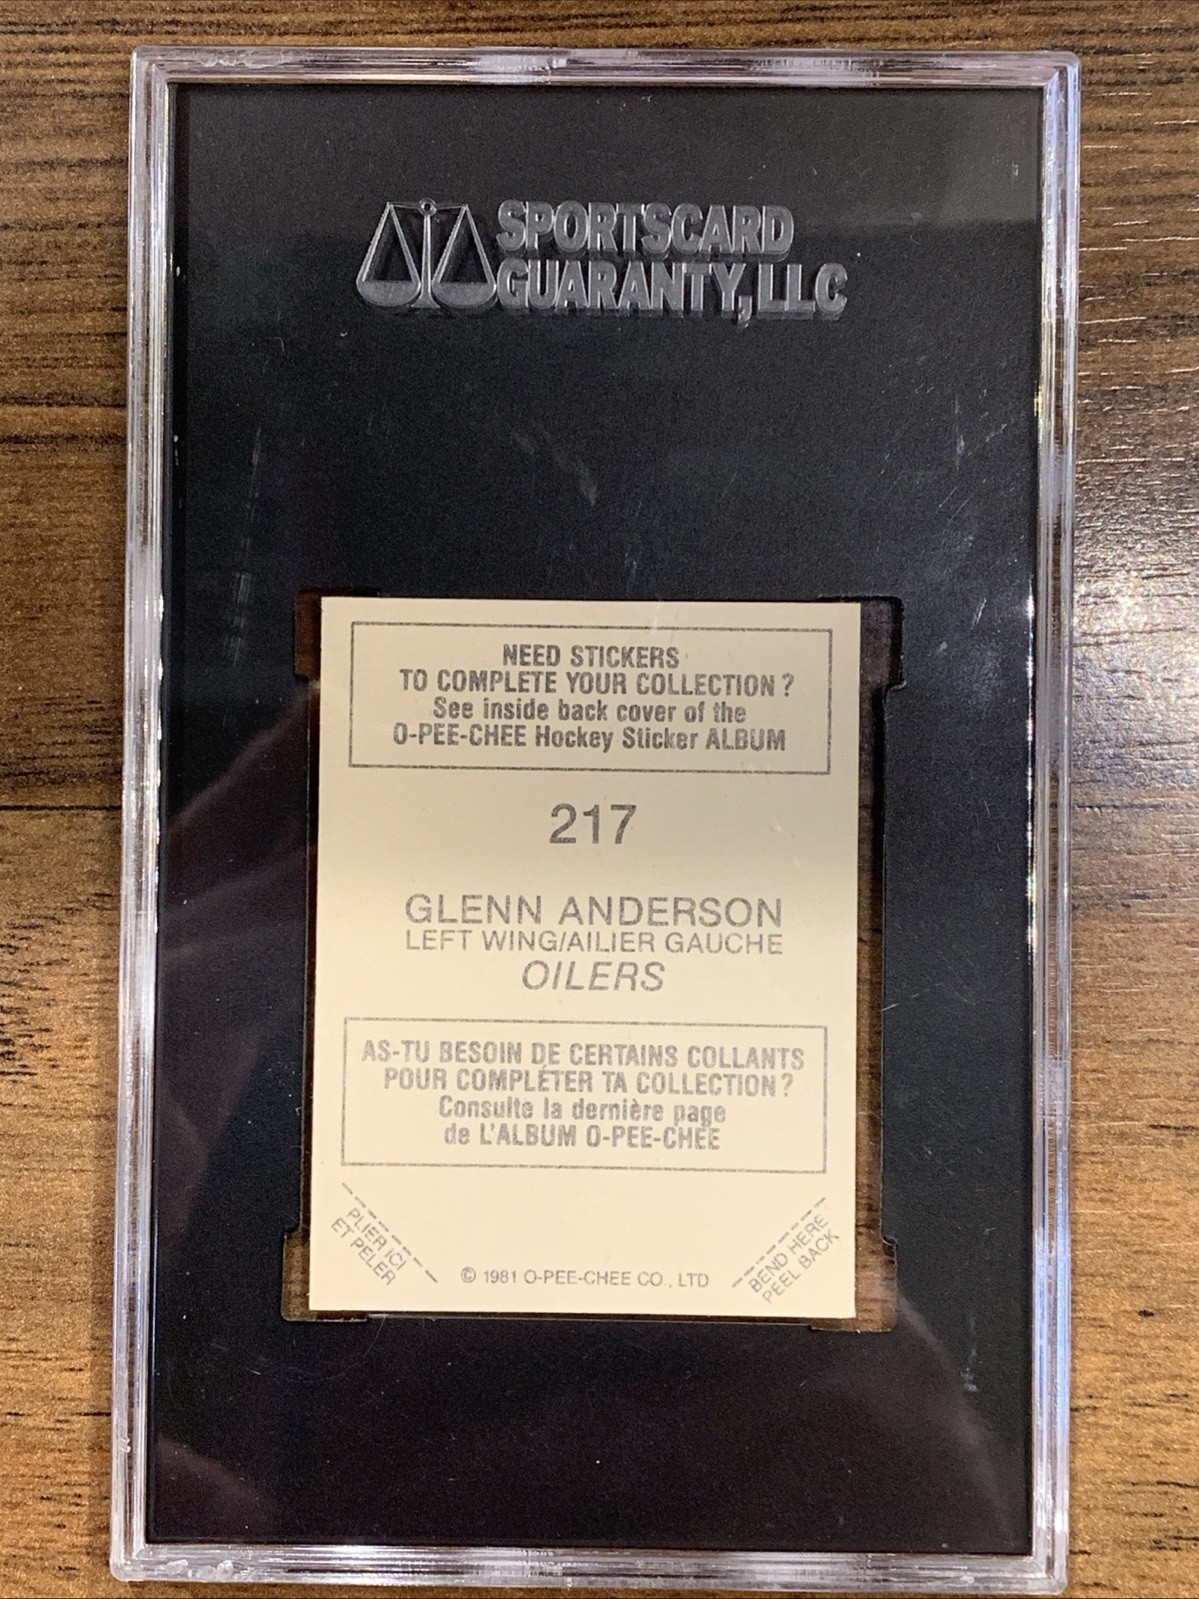 SPORTSCARD
GUARANTY, LLC
NEED STICKERS
TO COMPLETE YOUR COLLECTION?
See inside back cover of the
O-PEE-CHEE Hockey Sticker ALBUM
217
GLENN ANDERSON
LEFT WING/AILIER GAUCHE
OILERS
AS-TU BESOIN DE CERTAINS COLLANTS
POUR COMPLÉTER TA COLLECTION?
Consulte la dernière page
de L'ALBUM O-PEE-CHEE
PLIER ICI
ET PELER
© 1981 O-PEE-CHEE CO., LTD
BEND HERE
PEEL BACK